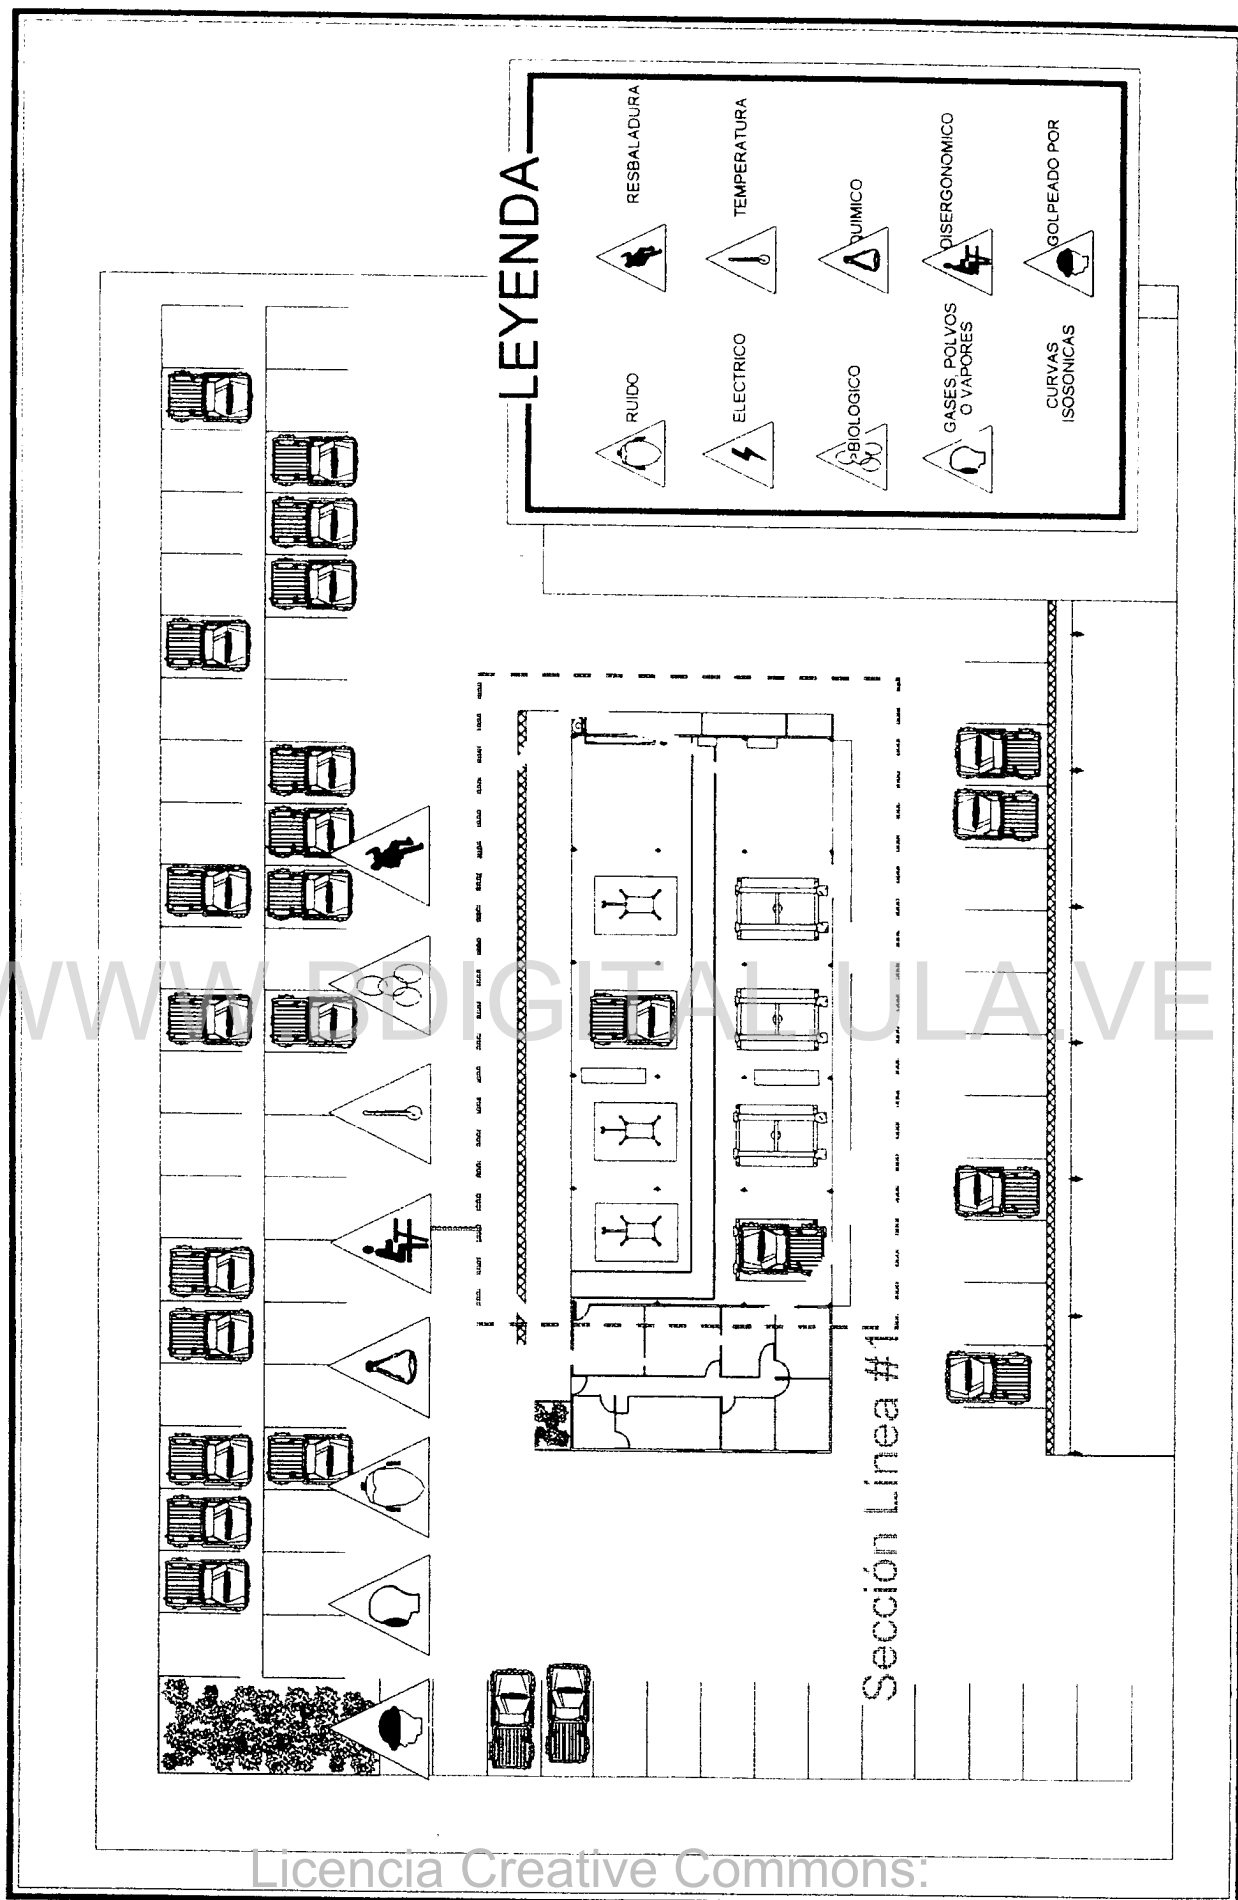 LEYENDA
RUIDO
RESBALADURA
ELECTRICO
TEMPERATURA
BIOLOGICO
QUIMICO
GASES, POLVOS
O VAPORES
DISERGONOMICO
CURVAS
ISOSONICAS
GOLPEADO POR
Sección Línea #1
WWW.BDIGITAL.ULA.VE
Licencia Creative Commons: